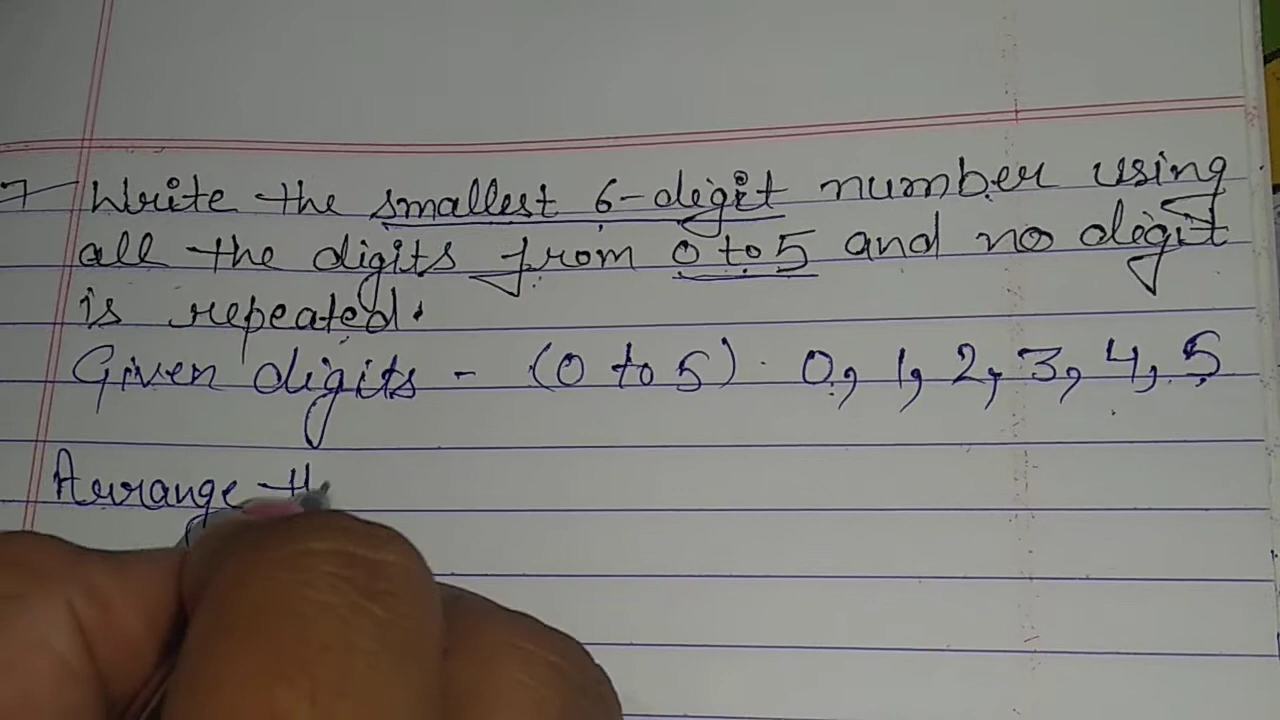 7 Write the smallest 6-digit number using
all the digits from 0 to 5 and no digit
is repeated.
Given digits - (0 to 5). 0, 1, 2, 3, 4, 5
Arrange th